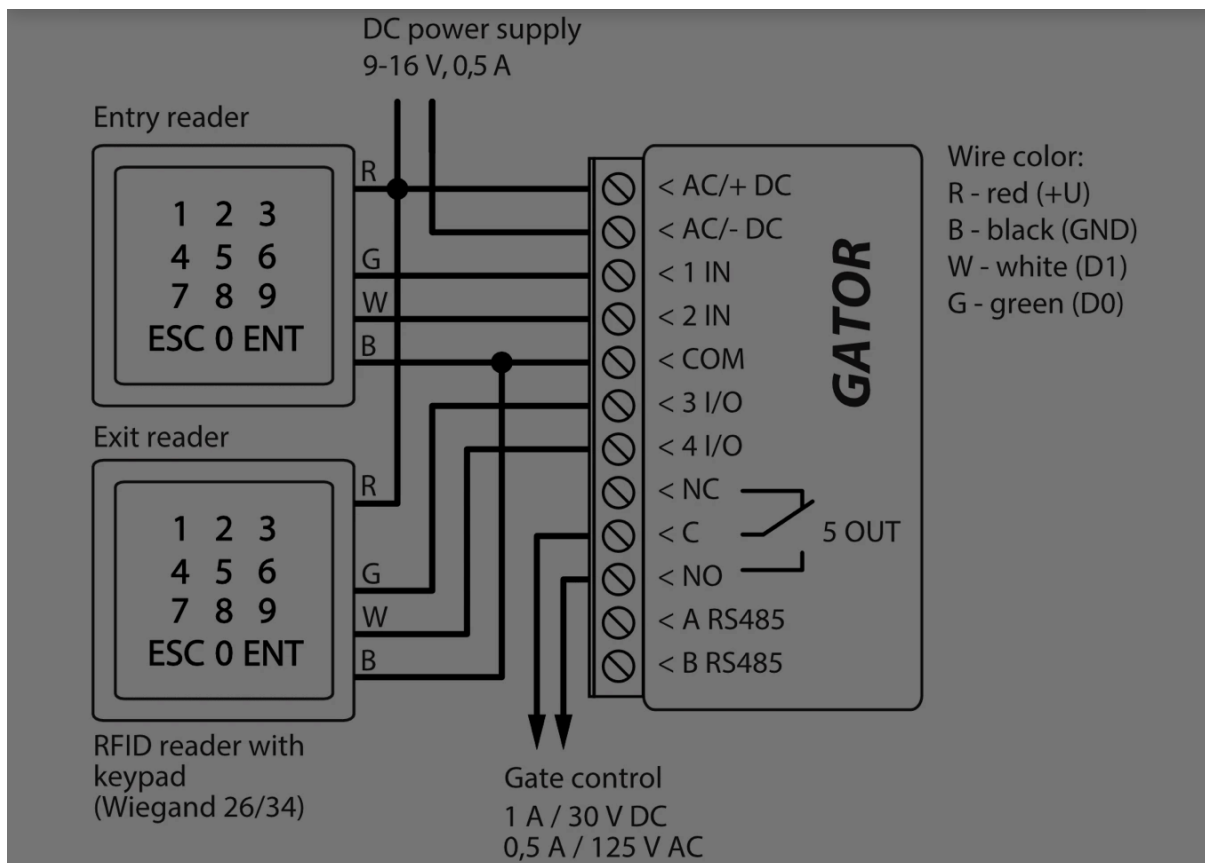 DC power supply
9-16 V, 0,5 A
Entry reader
R
1 2 3
4 5 6
7 8 9
ESC 0 ENT
G
W
B
Exit reader
R
1 2 3
4 5 6
7 8 9
ESC 0 ENT
G
W
B
RFID reader with
keypad
(Wiegand 26/34)
< AC/+ DC
< AC/- DC
< 1 IN
< 2 IN
< COM
< 3 I/O
< 4 I/O
< NC
< C
5 OUT
< NO
< A RS485
< B RS485
GATOR
Wire color:
R - red (+U)
B - black (GND)
W - white (D1)
G - green (D0)
Gate control
1 A / 30 V DC
0,5 A / 125 V AC